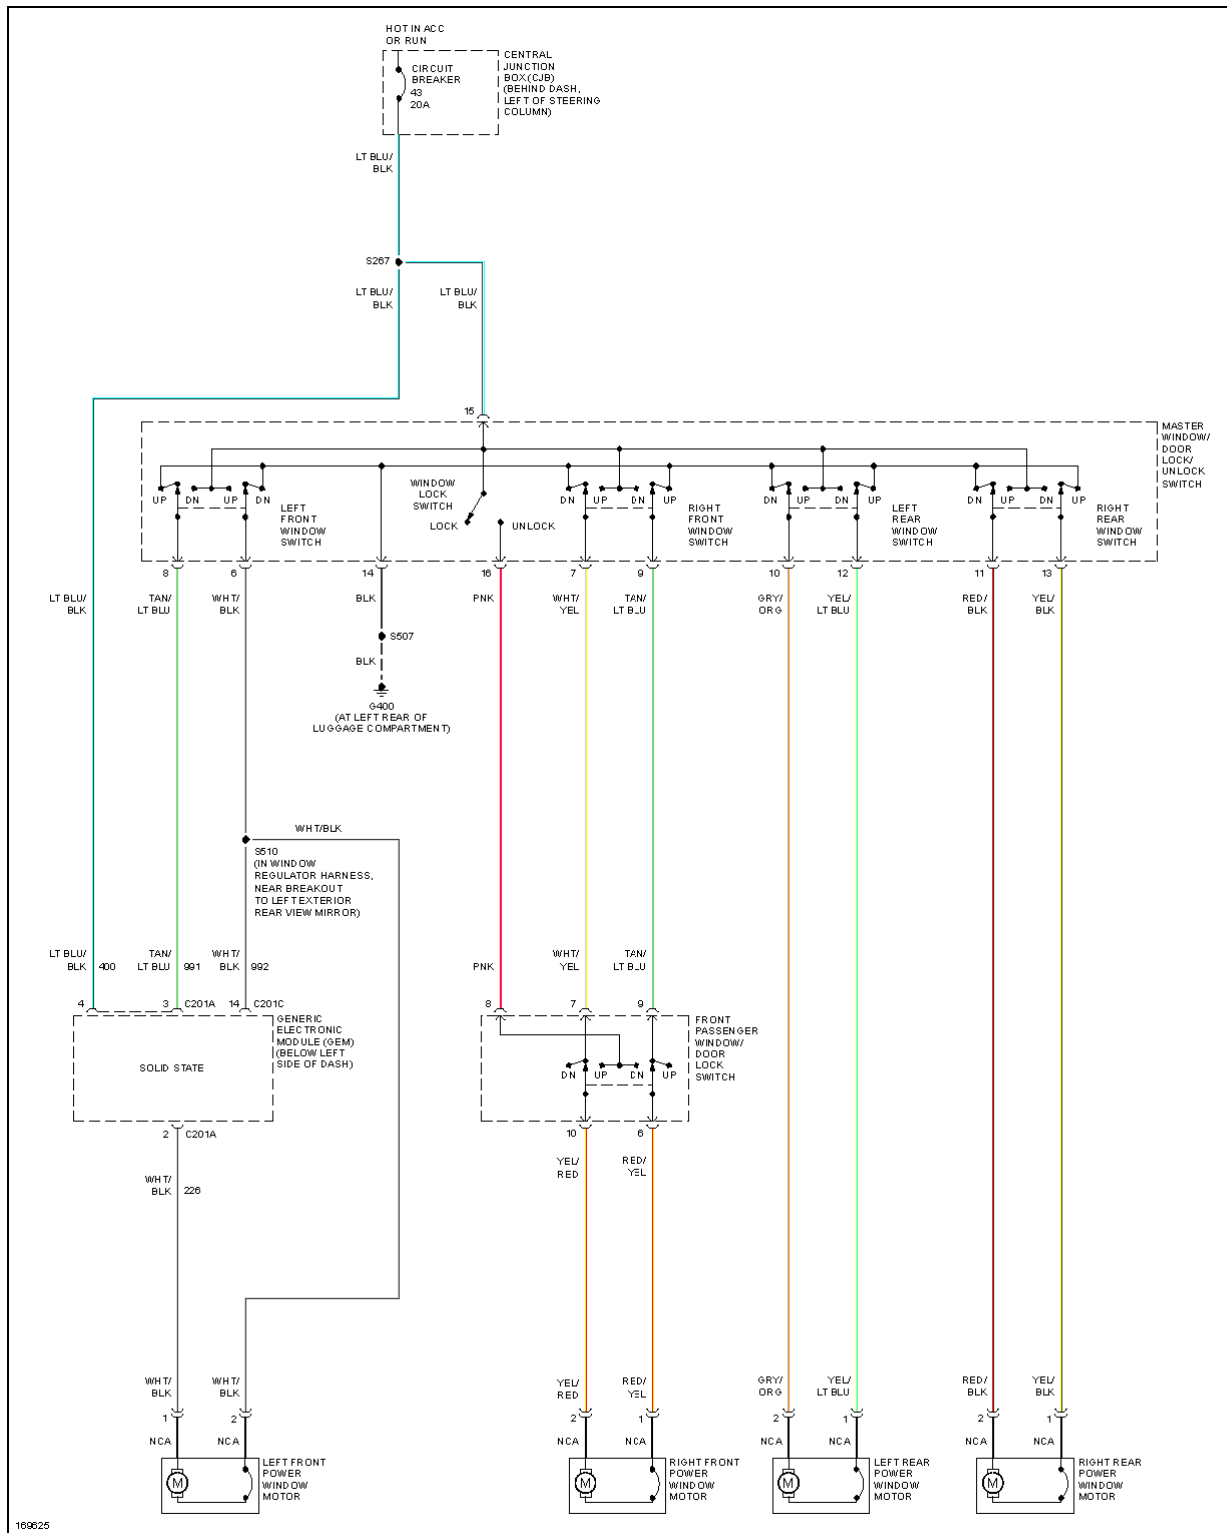 HOT IN ACC
OR RUN
CIRCUIT
BREAKER
43
20A
CENTRAL
JUNCTION
BOX (CJB)
(BEHIND DASH,
LEFT OF STEERING
COLUMN)
LT BLU/
BLK
S267
LT BLU/
BLK
LT BLU/
BLK
15
MASTER
WINDOW/
DOOR
LOCK/
UNLOCK
SWITCH
UP
DN
UP
DN
LEFT
FRONT
WINDOW
SWITCH
WINDOW
LOCK
SWITCH
LOCK
UNLOCK
DN
UP
DN
UP
RIGHT
FRONT
WINDOW
SWITCH
DN
UP
DN
UP
LEFT
REAR
WINDOW
SWITCH
DN
UP
DN
UP
RIGHT
REAR
WINDOW
SWITCH
8
6
14
16
7
9
10
12
11
13
LT BLU/
BLK
TAN/
LT BLU
WHT/
BLK
BLK
PNK
WHT/
YEL
TAN/
LT BLU
GRY/
ORG
YEL/
LT BLU
RED/
BLK
YEL/
BLK
S507
BLK
G400
(AT LEFT REAR OF
LUGGAGE COMPARTMENT)
WHT/BLK
S510
(IN WINDOW
REGULATOR HARNESS,
NEAR BREAKOUT
TO LEFT EXTERIOR
REAR VIEW MIRROR)
LT BLU/
BLK 400
TAN/
LT BLU 991
WHT/
BLK 992
PNK
WHT/
YEL
TAN/
LT BLU
4
3 C201A
14 C201C
8
7
9
GENERIC
ELECTRONIC
MODULE (GEM)
(BELOW LEFT
SIDE OF DASH)
SOLID STATE
FRONT
PASSENGER
WINDOW/
DOOR
LOCK
SWITCH
DN
UP
DN
UP
2 C201A
10
6
WHT/
BLK 226
YEL/
RED
RED/
YEL
WHT/
BLK
WHT/
BLK
YEL/
RED
RED/
YEL
GRY/
ORG
YEL/
LT BLU
RED/
BLK
YEL/
BLK
1
2
2
1
2
1
2
1
NCA
NCA
NCA
NCA
NCA
NCA
NCA
NCA
M
LEFT FRONT
POWER
WINDOW
MOTOR
M
RIGHT FRONT
POWER
WINDOW
MOTOR
M
LEFT REAR
POWER
WINDOW
MOTOR
M
RIGHT REAR
POWER
WINDOW
MOTOR
169625